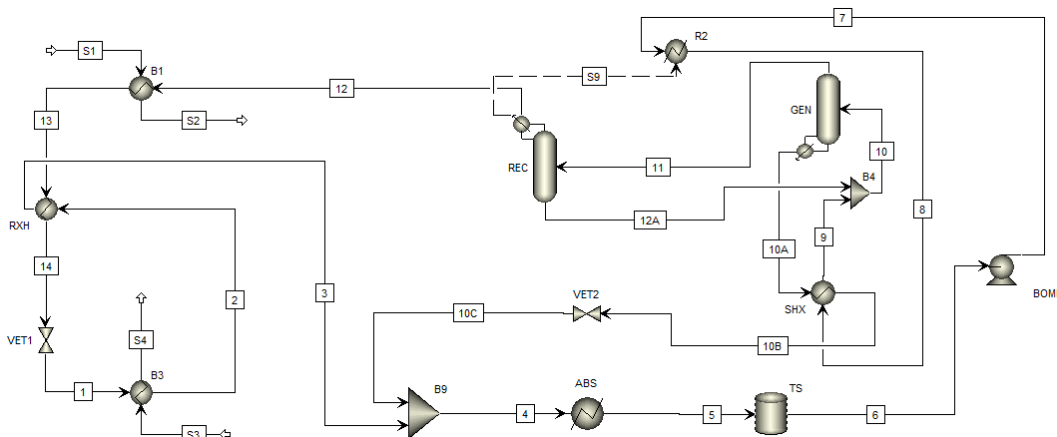 7
R2
S1
B1
S9
12
GEN
13
S2
REC
11
10
B4
12A
8
RXH
10A
9
14
2
3
SHX
BOM
VET1
S4
10C
VET2
10B
1
B3
B9
4
ABS
5
TS
6
S3